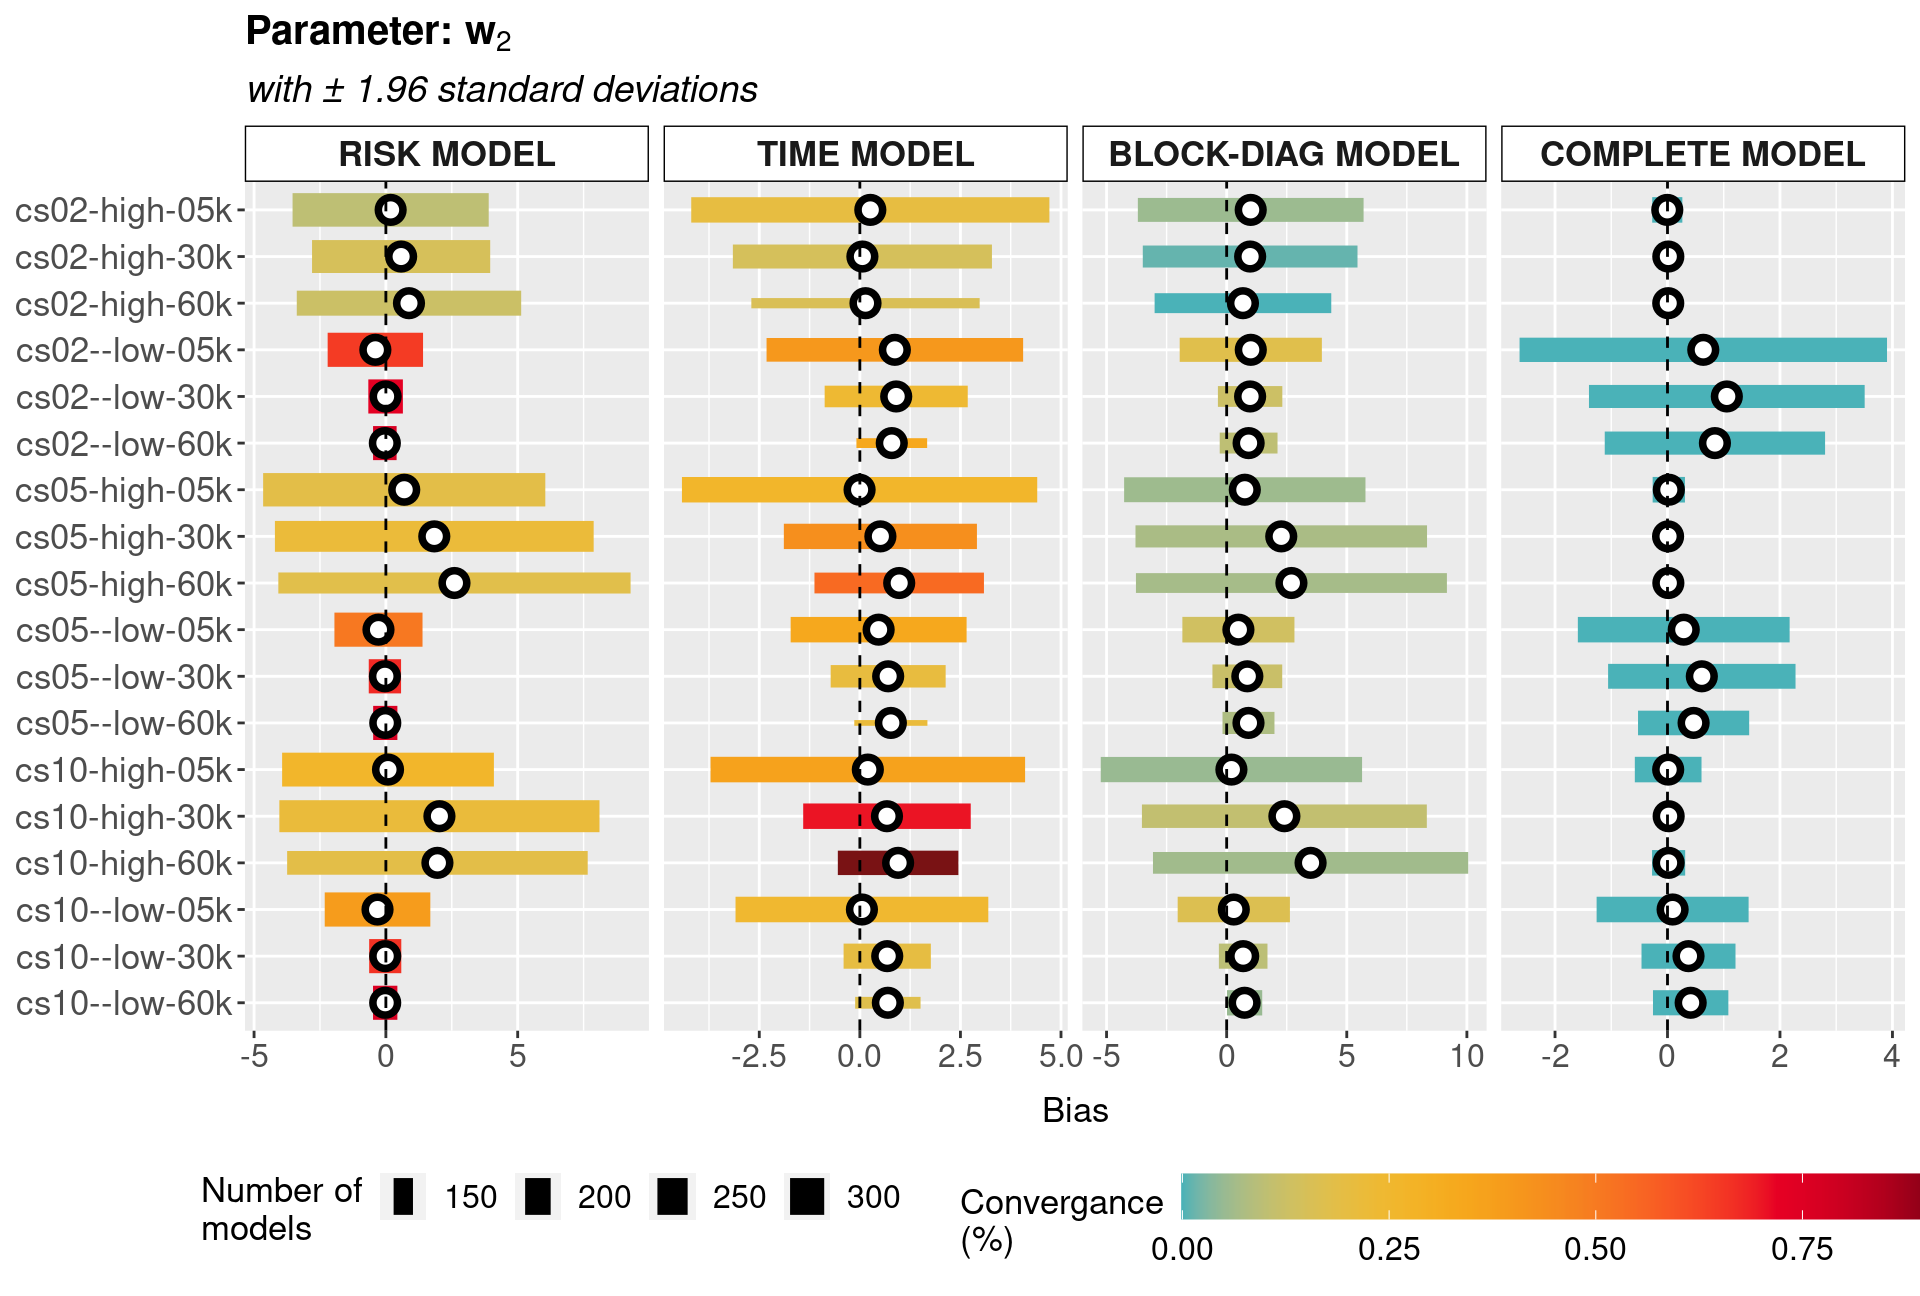 Parameter: w₂
with ± 1.96 standard deviations
RISK MODEL TIME MODEL BLOCK-DIAG MODEL COMPLETE MODEL
cs02-high-05k
cs02-high-30k
cs02-high-60k
cs02--low-05k
cs02--low-30k
cs02--low-60k
cs05-high-05k
cs05-high-30k
cs05-high-60k
cs05--low-05k
cs05--low-30k
cs05--low-60k
cs10-high-05k
cs10-high-30k
cs10-high-60k
cs10--low-05k
cs10--low-30k
cs10--low-60k
-5 0 5 -2.5 0.0 2.5 5.0 -5 0 5 10 -2 0 2 4
Bias
Number of
models
150 200 250 300
Convergance
(%)
0.00 0.25 0.50 0.75